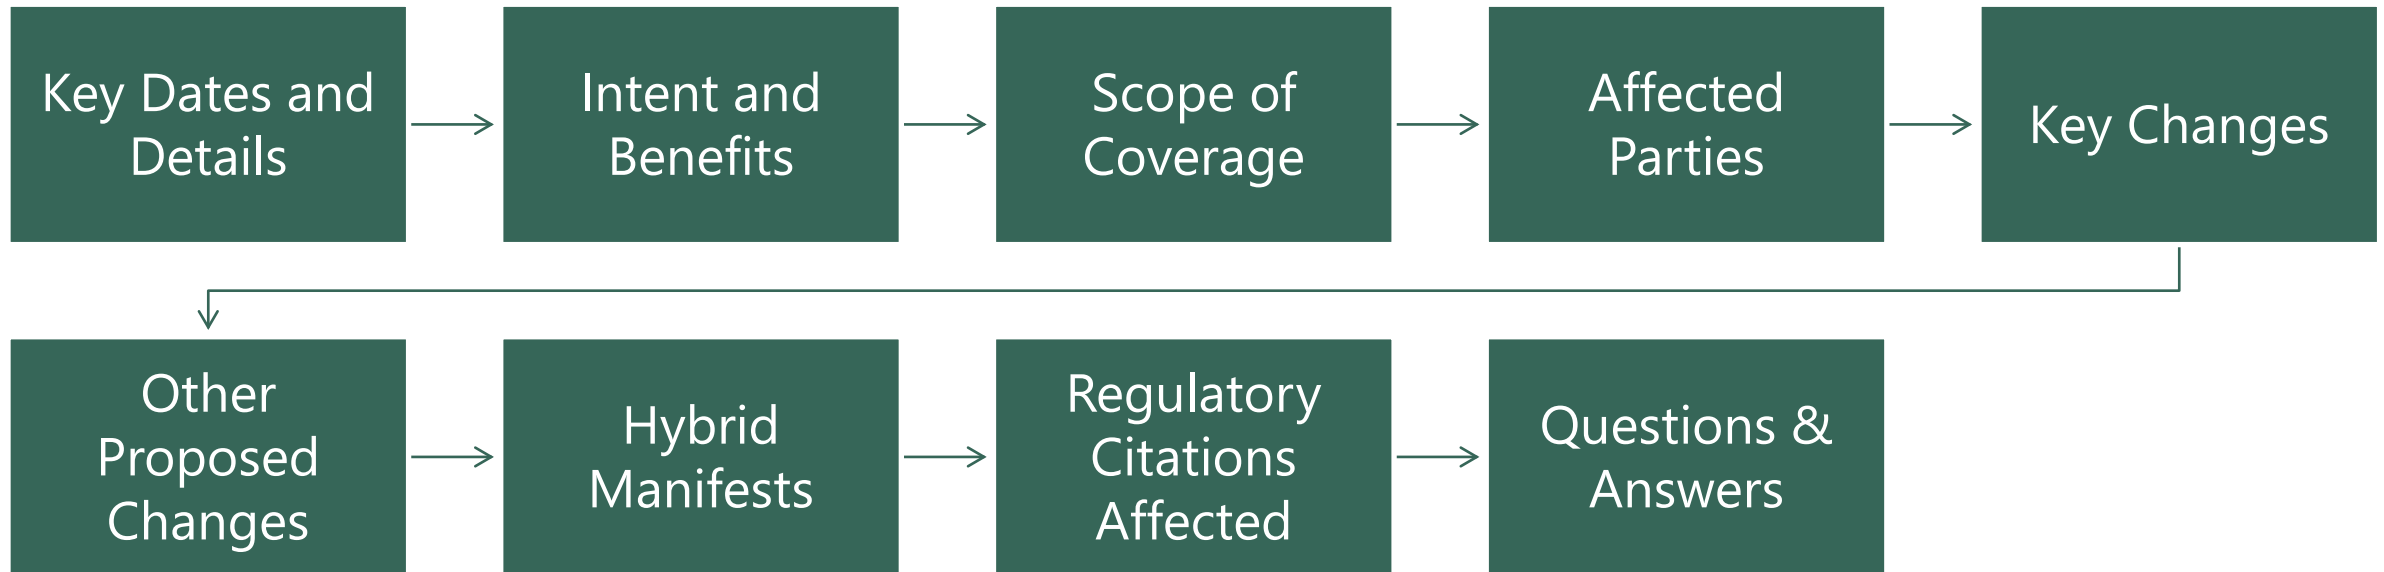 Key Dates and
Details
Intent and
Benefits
Scope of
Coverage
Affected
Parties
Key Changes
Other
Proposed
Changes
Hybrid
Manifests
Regulatory
Citations
Affected
Questions &
Answers